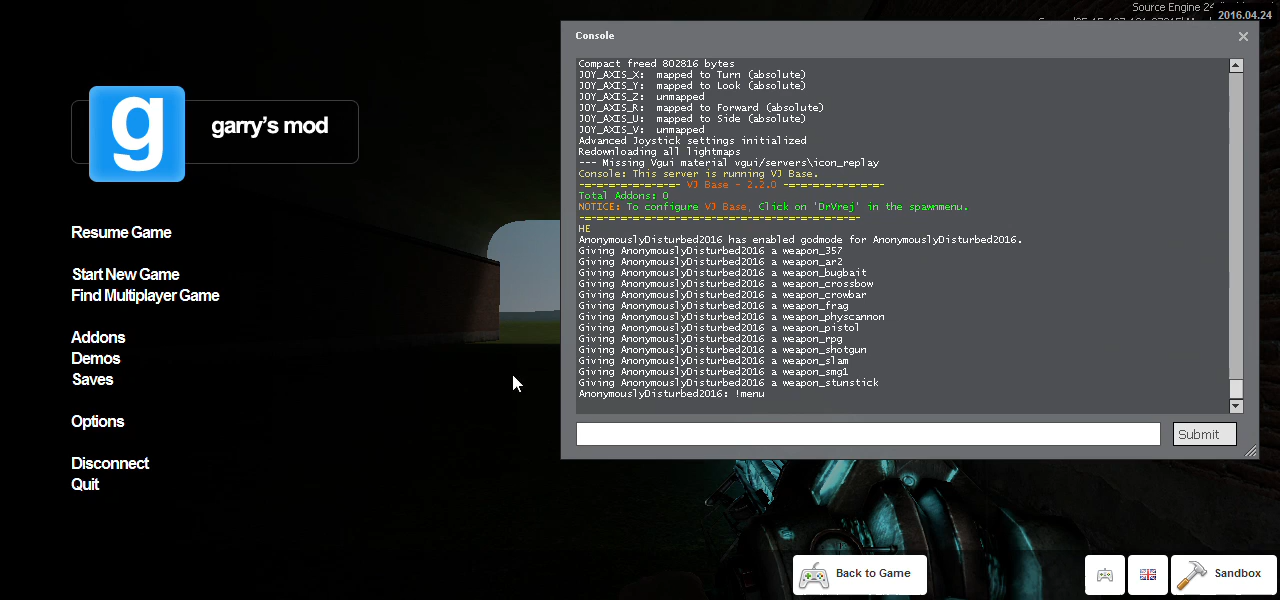 Source Engine 24
2016.04.24
Console
Compact freed 802816 bytes
JOY_AXIS_X: mapped to Turn (absolute)
JOY_AXIS_Y: mapped to Look (absolute)
JOY_AXIS_Z: unmapped
JOY_AXIS_R: mapped to Forward (absolute)
JOY_AXIS_U: mapped to Side (absolute)
JOY_AXIS_V: unmapped
Advanced Joystick settings initialized
Redownloading all lightmaps
--- Missing Vgui material vgui/servers\icon_replay
Console: This server is running VJ Base.
-=-=-=-=-=-=-=-=- VJ Base - 2.2.0 -=-=-=-=-=-=-=-=-
Total Addons: 0
NOTICE: To configure VJ Base, Click on 'DrVrej' in the spawnmenu.
-=-=-=-=-=-=-=-=-=-=-=-=-=-=-=-=-=-=-=-=-=-=-=-
HE
AnonymouslyDisturbed2016 has enabled godmode for AnonymouslyDisturbed2016.
Giving AnonymouslyDisturbed2016 a weapon_357
Giving AnonymouslyDisturbed2016 a weapon_ar2
Giving AnonymouslyDisturbed2016 a weapon_bugbait
Giving AnonymouslyDisturbed2016 a weapon_crossbow
Giving AnonymouslyDisturbed2016 a weapon_crowbar
Giving AnonymouslyDisturbed2016 a weapon_frag
Giving AnonymouslyDisturbed2016 a weapon_physcannon
Giving AnonymouslyDisturbed2016 a weapon_pistol
Giving AnonymouslyDisturbed2016 a weapon_rpg
Giving AnonymouslyDisturbed2016 a weapon_shotgun
Giving AnonymouslyDisturbed2016 a weapon_slam
Giving AnonymouslyDisturbed2016 a weapon_smg1
Giving AnonymouslyDisturbed2016 a weapon_stunstick
AnonymouslyDisturbed2016: !menu
Submit
g
garry's mod
Resume Game
Start New Game
Find Multiplayer Game
Addons
Demos
Saves
Options
Disconnect
Quit
Back to Game
Sandbox